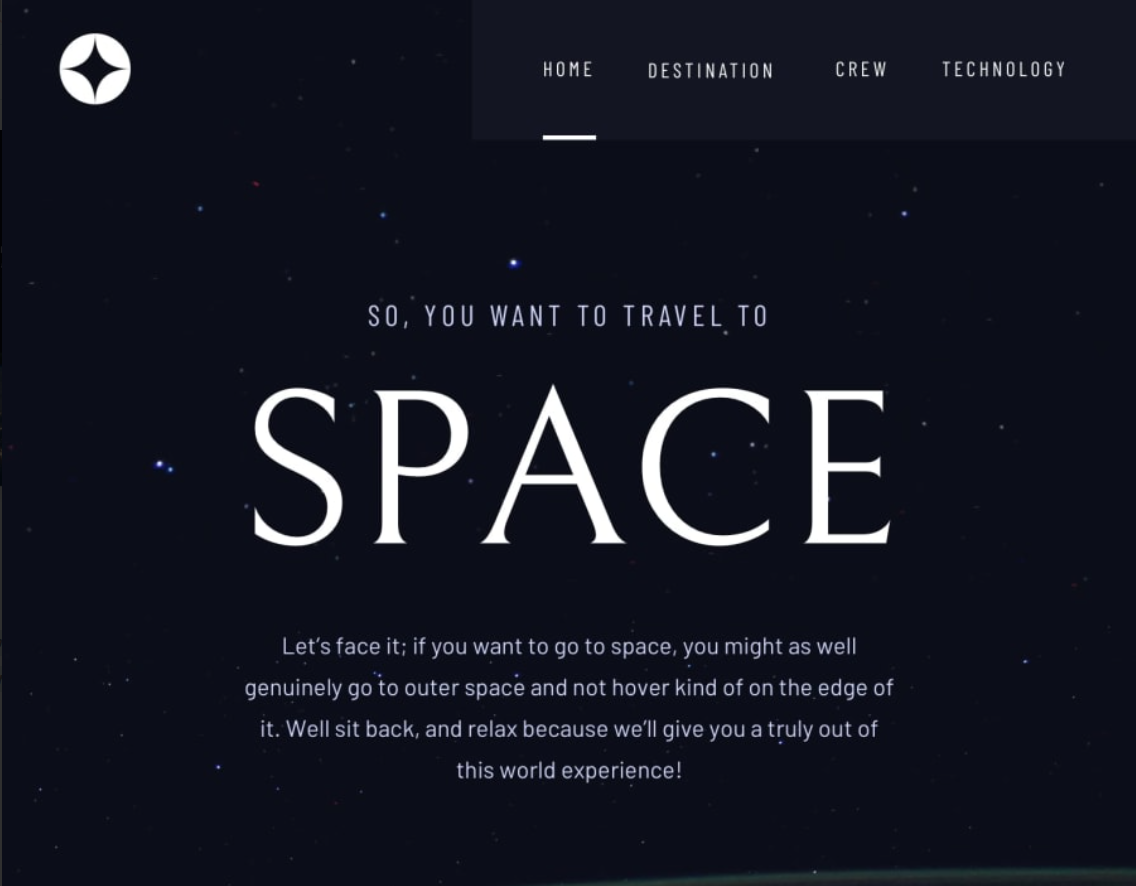 HOME DESTINATION CREW TECHNOLOGY
SO, YOU WANT TO TRAVEL TO
SPACE
Let’s face it; if you want to go to space, you might as well
genuinely go to outer space and not hover kind of on the edge of
it. Well sit back, and relax because we’ll give you a truly out of
this world experience!